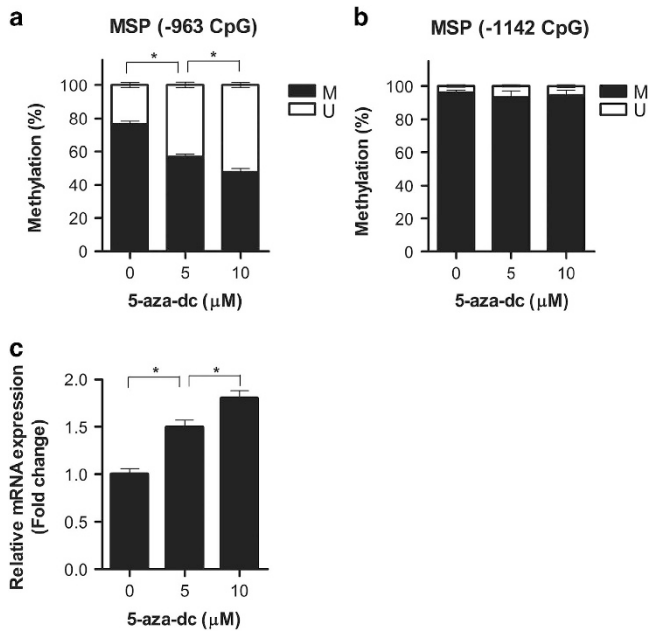 a
MSP (-963 CpG)
*
*
100
80
60
40
20
0
Methylation (%)
M
U
0 5 10
5-aza-dc (μM)
b
MSP (-1142 CpG)
100
80
60
40
20
0
Methylation (%)
M
U
0 5 10
5-aza-dc (μM)
c
*
*
2.0
1.5
1.0
0.5
0.0
Relative mRNA expression
(Fold change)
0 5 10
5-aza-dc (μM)